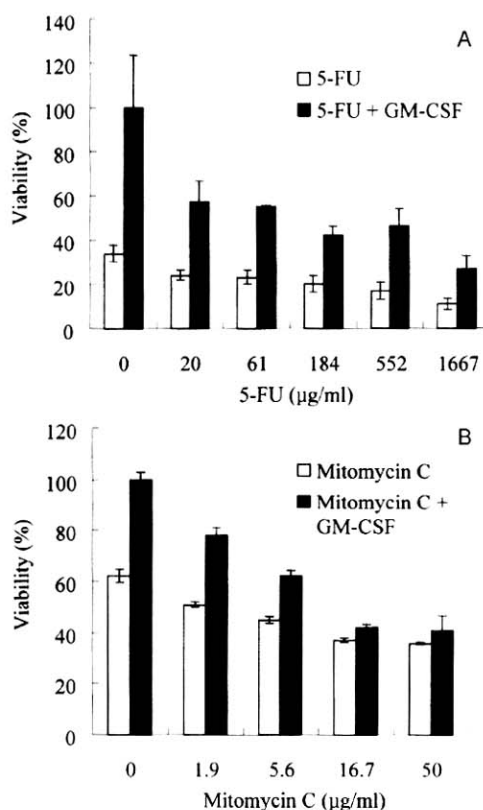 A
140
120
100
80
60
40
20
0
Viability (%)
5-FU
5-FU + GM-CSF
0 20 61 184 552 1667
5-FU (µg/ml)
B
120
100
80
60
40
20
0
Viability (%)
Mitomycin C
Mitomycin C +
GM-CSF
0 1.9 5.6 16.7 50
Mitomycin C (µg/ml)